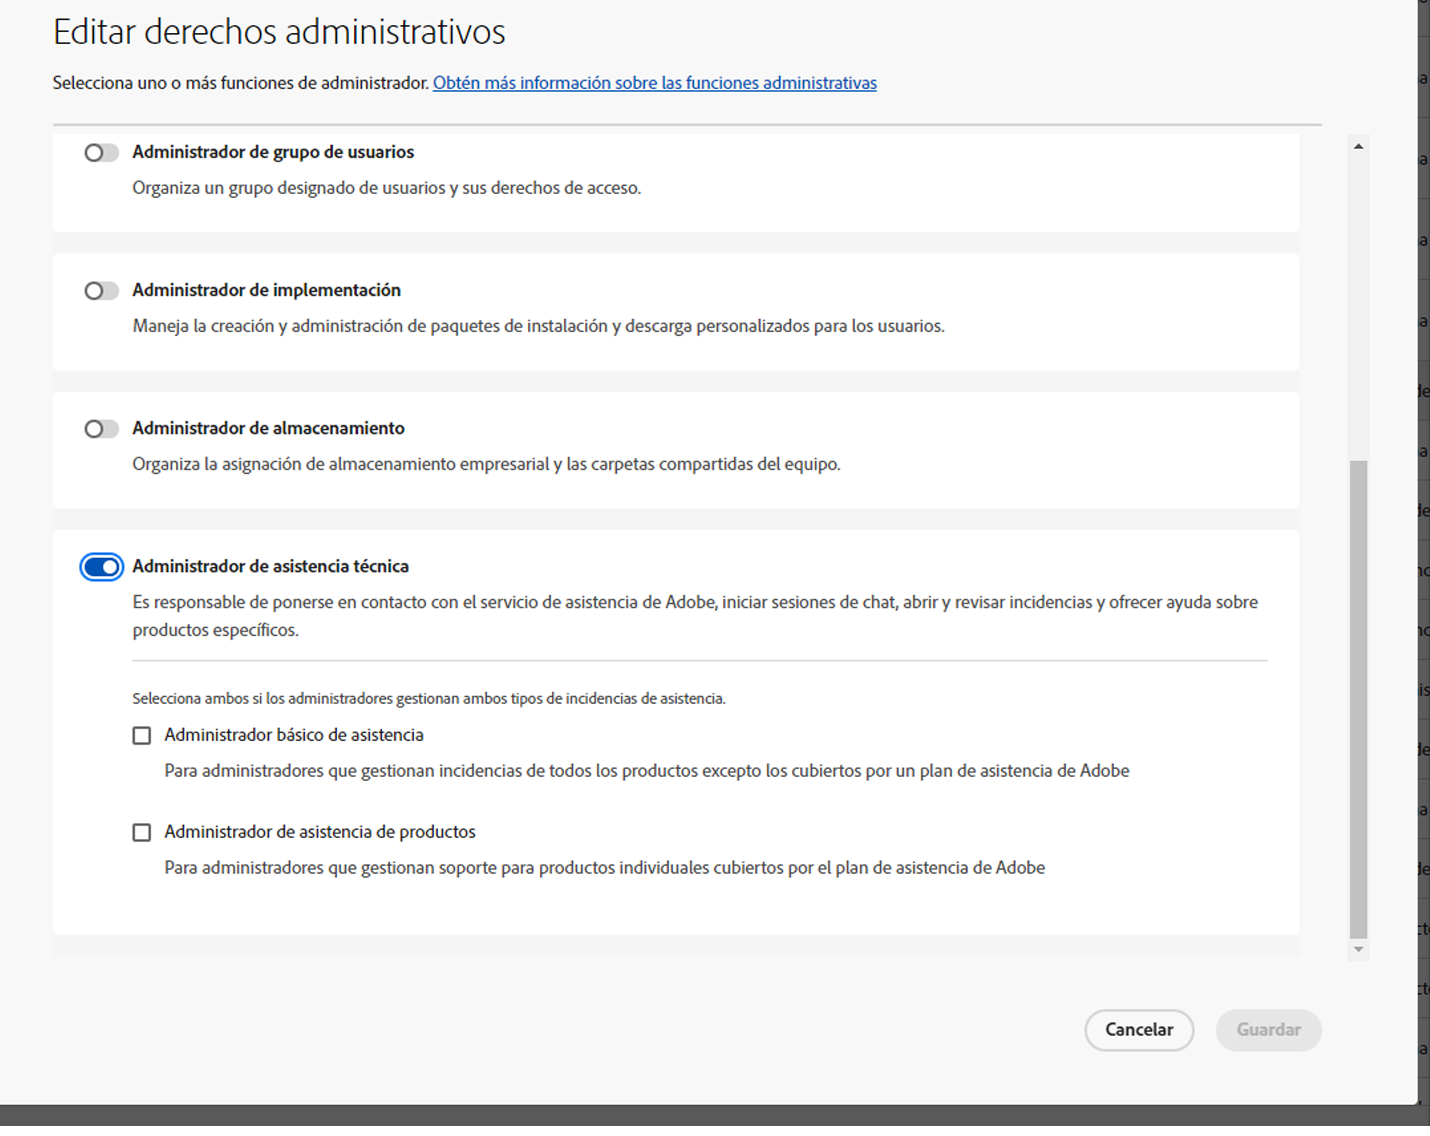 Editar derechos administrativos
Selecciona uno o más funciones de administrador. Obtén más información sobre las funciones administrativas
Administrador de grupo de usuarios
Organiza un grupo designado de usuarios y sus derechos de acceso.
Administrador de implementación
Maneja la creación y administración de paquetes de instalación y descarga personalizados para los usuarios.
Administrador de almacenamiento
Organiza la asignación de almacenamiento empresarial y las carpetas compartidas del equipo.
Administrador de asistencia técnica
Es responsable de ponerse en contacto con el servicio de asistencia de Adobe, iniciar sesiones de chat, abrir y revisar incidencias y ofrecer ayuda sobre
productos específicos.
Selecciona ambos si los administradores gestionan ambos tipos de incidencias de asistencia.
Administrador básico de asistencia
Para administradores que gestionan incidencias de todos los productos excepto los cubiertos por un plan de asistencia de Adobe
Administrador de asistencia de productos
Para administradores que gestionan soporte para productos individuales cubiertos por el plan de asistencia de Adobe
Cancelar
Guardar